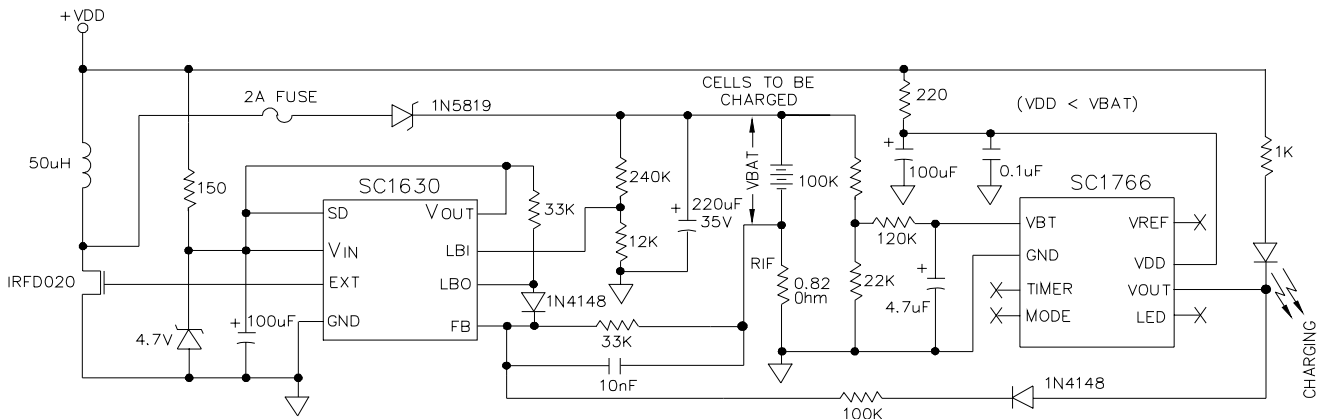 +VDD
CELLS TO BE
CHARGED
2A FUSE
1N5819
220
(VDD < VBAT)
50uH
150
SC1630
SD
VIN
EXT
GND
VOUT
LBI
LBO
FB
33K
240K
12K
+
220uF
35V
VBAT
100K
RIF
0.82
Ohm
120K
22K
+
4.7uF
+
100uF
0.1uF
1K
SC1766
VBT
GND
TIMER
MODE
VREF
VDD
VOUT
LED
IRFD020
4.7V
+
100uF
1N4148
33K
10nF
100K
1N4148
CHARGING